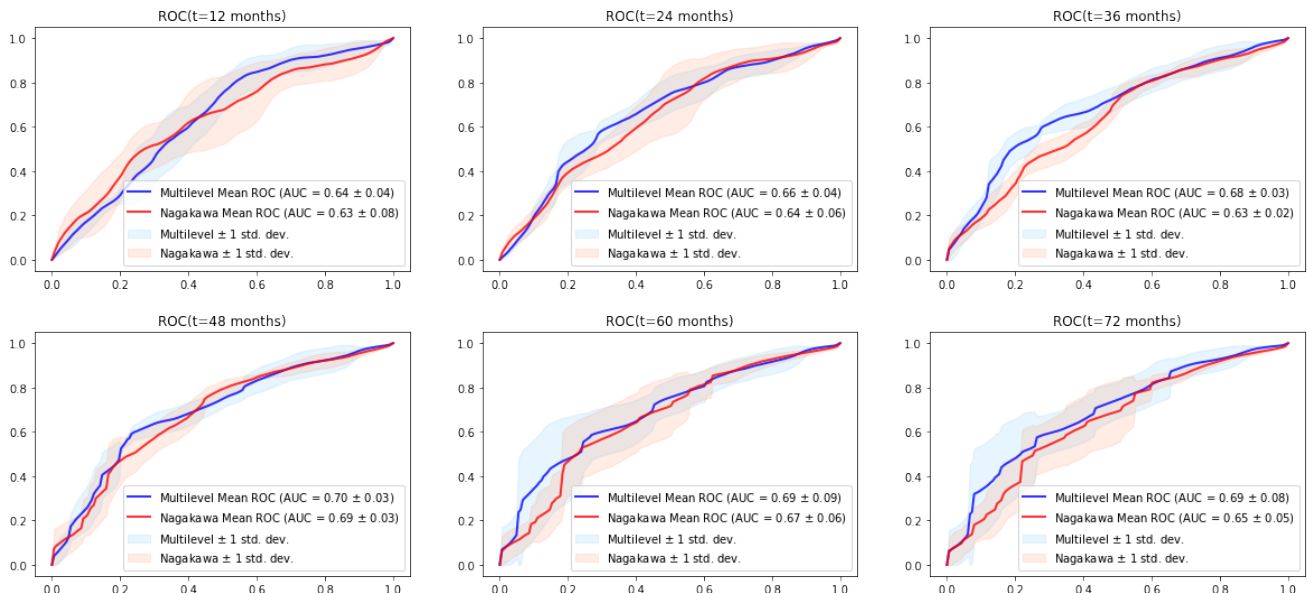 ROC(t=12 months)
1.0
0.8
0.6
0.4
0.2
0.0
Multilevel Mean ROC (AUC = 0.64 ± 0.04)
Nagakawa Mean ROC (AUC = 0.63 ± 0.08)
Multilevel ± 1 std. dev.
Nagakawa ± 1 std. dev.
0.0 0.2 0.4 0.6 0.8 1.0
ROC(t=24 months)
1.0
0.8
0.6
0.4
0.2
0.0
Multilevel Mean ROC (AUC = 0.66 ± 0.04)
Nagakawa Mean ROC (AUC = 0.64 ± 0.06)
Multilevel ± 1 std. dev.
Nagakawa ± 1 std. dev.
0.0 0.2 0.4 0.6 0.8 1.0
ROC(t=36 months)
1.0
0.8
0.6
0.4
0.2
0.0
Multilevel Mean ROC (AUC = 0.68 ± 0.03)
Nagakawa Mean ROC (AUC = 0.63 ± 0.02)
Multilevel ± 1 std. dev.
Nagakawa ± 1 std. dev.
0.0 0.2 0.4 0.6 0.8 1.0
ROC(t=48 months)
1.0
0.8
0.6
0.4
0.2
0.0
Multilevel Mean ROC (AUC = 0.70 ± 0.03)
Nagakawa Mean ROC (AUC = 0.69 ± 0.03)
Multilevel ± 1 std. dev.
Nagakawa ± 1 std. dev.
0.0 0.2 0.4 0.6 0.8 1.0
ROC(t=60 months)
1.0
0.8
0.6
0.4
0.2
0.0
Multilevel Mean ROC (AUC = 0.69 ± 0.09)
Nagakawa Mean ROC (AUC = 0.67 ± 0.06)
Multilevel ± 1 std. dev.
Nagakawa ± 1 std. dev.
0.0 0.2 0.4 0.6 0.8 1.0
ROC(t=72 months)
1.0
0.8
0.6
0.4
0.2
0.0
Multilevel Mean ROC (AUC = 0.69 ± 0.08)
Nagakawa Mean ROC (AUC = 0.65 ± 0.05)
Multilevel ± 1 std. dev.
Nagakawa ± 1 std. dev.
0.0 0.2 0.4 0.6 0.8 1.0